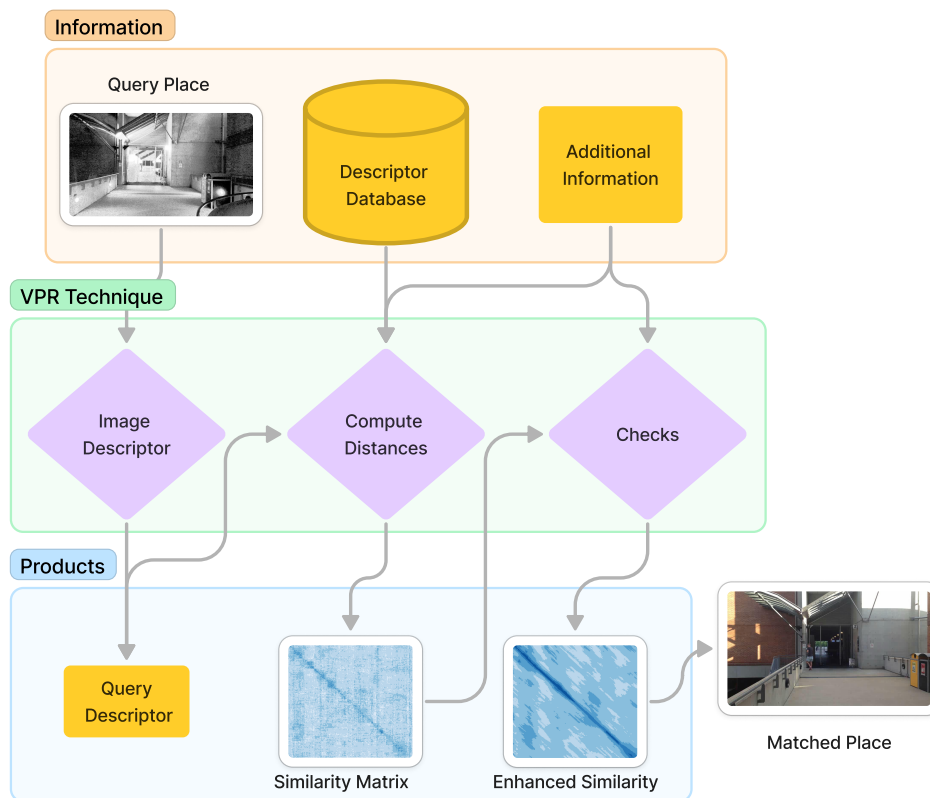 Information
Query Place
Descriptor
Database
Additional
Information
VPR Technique
Image
Descriptor
Compute
Distances
Checks
Products
Query
Descriptor
Similarity Matrix
Enhanced Similarity
Matched Place